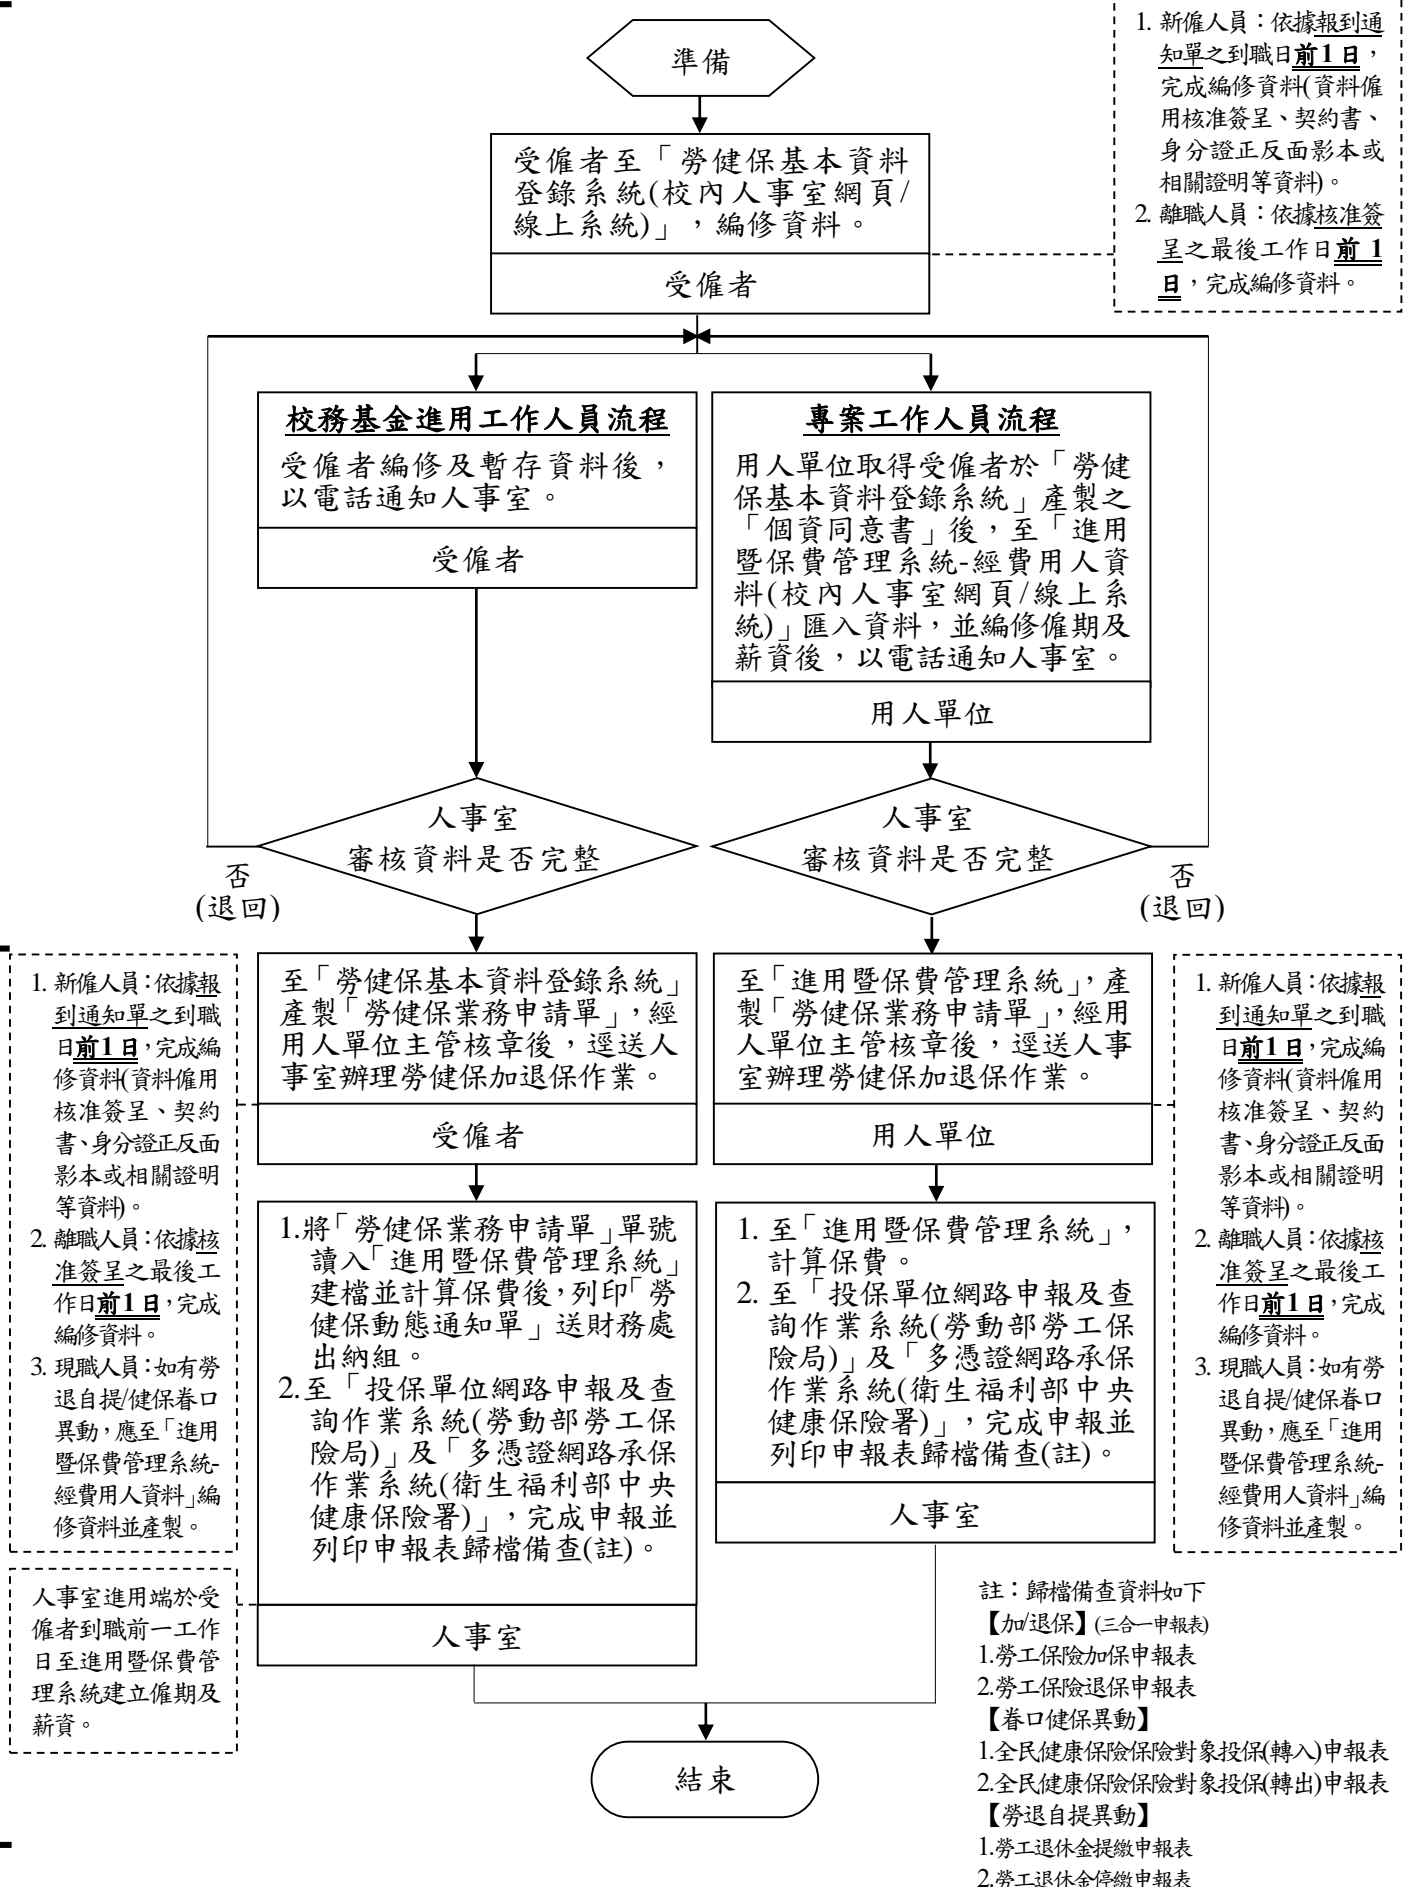 準備
1. 新僱人員：依據報到通
知單之到職日前1日，
完成編修資料(資料僱
用核准簽呈、契約書、
身分證正反面影本或
相關證明等資料)。
2. 離職人員：依據核准簽
呈之最後工作日前 1
日，完成編修資料。
受僱者至「勞健保基本資料
登錄系統(校內人事室網頁/
線上系統)」，編修資料。
受僱者
校務基金進用工作人員流程
受僱者編修及暫存資料後，
以電話通知人事室。
受僱者
專案工作人員流程
用人單位取得受僱者於「勞健
保基本資料登錄系統」產製之
「個資同意書」後，至「進用
暨保費管理系統-經費用人資
料(校內人事室網頁/線上系
統)」匯入資料，並編修僱期及
薪資後，以電話通知人事室。
用人單位
人事室
審核資料是否完整
否
(退回)
人事室
審核資料是否完整
否
(退回)
1. 新僱人員：依據報
到通知單之到職
日前1日，完成編
修資料(資料僱用
核准簽呈、契約
書、身分證正反面
影本或相關證明
等資料)。
2. 離職人員：依據核
准簽呈之最後工
作日前1日，完成
編修資料。
3. 現職人員：如有勞
退自提/健保眷口
異動，應至「進用
暨保費管理系統-
經費用人資料」編
修資料並產製。
至「勞健保基本資料登錄系統」
產製「勞健保業務申請單」，經
用人單位主管核章後，逕送人
事室辦理勞健保加退保作業。
受僱者
至「進用暨保費管理系統」，產
製「勞健保業務申請單」，經用
人單位主管核章後，逕送人事
室辦理勞健保加退保作業。
用人單位
1. 新僱人員：依據報
到通知單之到職
日前1日，完成編
修資料(資料僱用
核准簽呈、契約
書、身分證正反面
影本或相關證明
等資料)。
2. 離職人員：依據核
准簽呈之最後工
作日前1日，完成
編修資料。
3. 現職人員：如有勞
退自提/健保眷口
異動，應至「進用
暨保費管理系統-
經費用人資料」編
修資料並產製。
1.將「勞健保業務申請單」單號
讀入「進用暨保費管理系統」
建檔並計算保費後，列印「勞
健保動態通知單」送財務處
出納組。
2.至「投保單位網路申報及查
詢作業系統(勞動部勞工保
險局)」及「多憑證網路承保
作業系統(衛生福利部中央
健康保險署)」，完成申報並
列印申報表歸檔備查(註)。
人事室
1. 至「進用暨保費管理系統」，
計算保費。
2. 至「投保單位網路申報及查
詢作業系統(勞動部勞工保
險局)」及「多憑證網路承保
作業系統(衛生福利部中央
健康保險署)」，完成申報並
列印申報表歸檔備查(註)。
人事室
人事室進用端於受
僱者到職前一工作
日至進用暨保費管
理系統建立僱期及
薪資。
結束
註：歸檔備查資料如下
【加/退保】(三合一申報表)
1.勞工保險加保申報表
2.勞工保險退保申報表
【眷口健保異動】
1.全民健康保險保險對象投保(轉入)申報表
2.全民健康保險保險對象投保(轉出)申報表
【勞退自提異動】
1.勞工退休金提繳申報表
2.勞工退休金停繳申報表